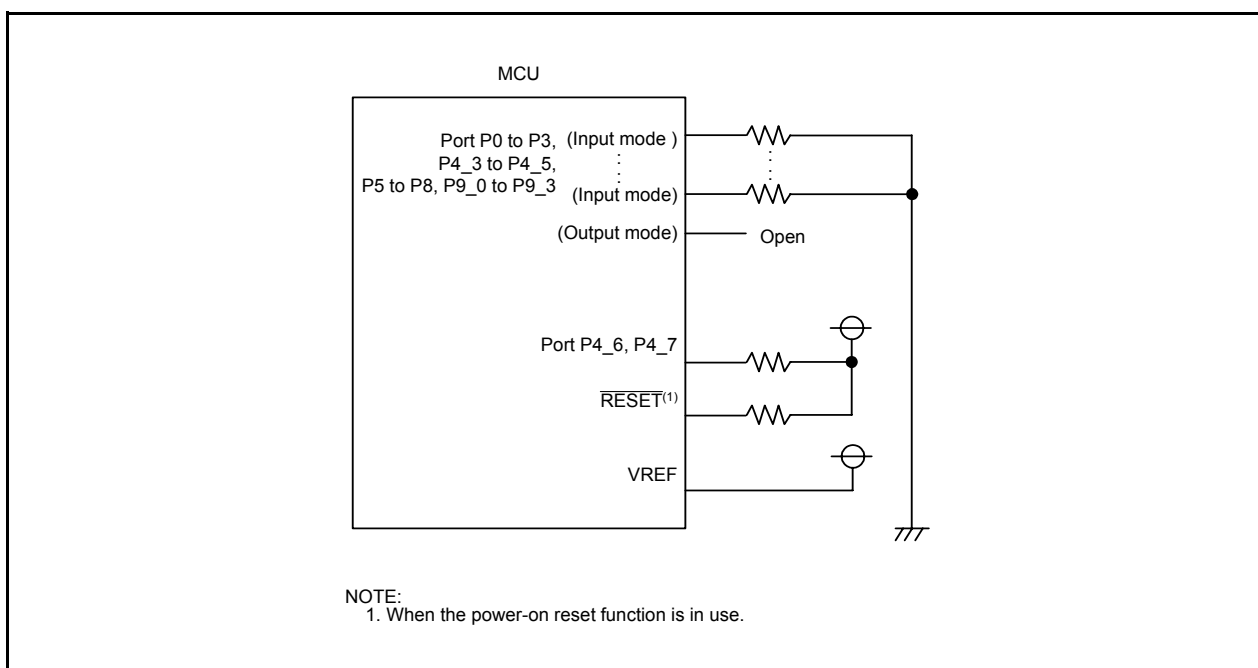 MCU
Port P0 to P3, (Input mode )
P4_3 to P4_5,
P5 to P8, P9_0 to P9_3 (Input mode)
(Output mode) Open
Port P4_6, P4_7
RESET(1)
VREF
NOTE:
1. When the power-on reset function is in use.